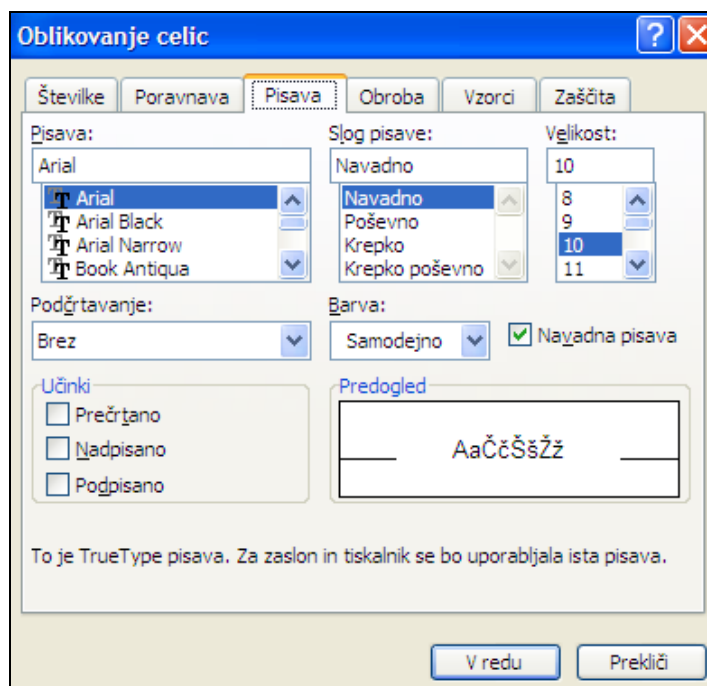 Oblikovanje celic
Številke Poravnava Pisava Obroba Vzorci Zaščita
Pisava: Slog pisave: Velikost:
Arial Navadno 10
Arial Navadno 8
Arial Black Poševno 9
Arial Narrow Krepko 10
Book Antiqua Krepko poševno 11
Podčrtavanje: Barva:
Brez Samodejno Navadna pisava
Učinki Predogled
Prečrtano
Nadpisano AaČčŠšŽž
Podpisano
To je TrueType pisava. Za zaslon in tiskalnik se bo uporabljala ista pisava.
V redu Prekliči